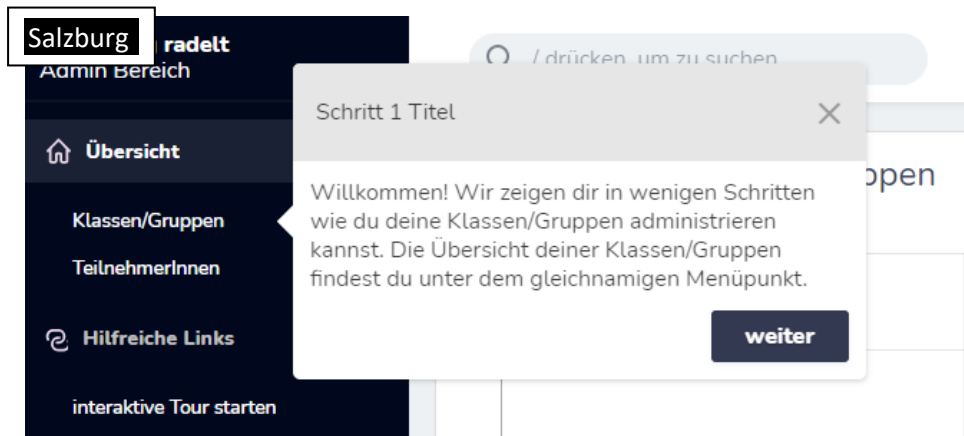 Salzburg radelt
Admin Bereich
/ drücken, um zu suchen
Übersicht
Klassen/Gruppen
TeilnehmerInnen
Hilfreiche Links
interaktive Tour starten
Schritt 1 Titel
Willkommen! Wir zeigen dir in wenigen Schritten
wie du deine Klassen/Gruppen administrieren
kannst. Die Übersicht deiner Klassen/Gruppen
findest du unter dem gleichnamigen Menüpunkt.
weiter